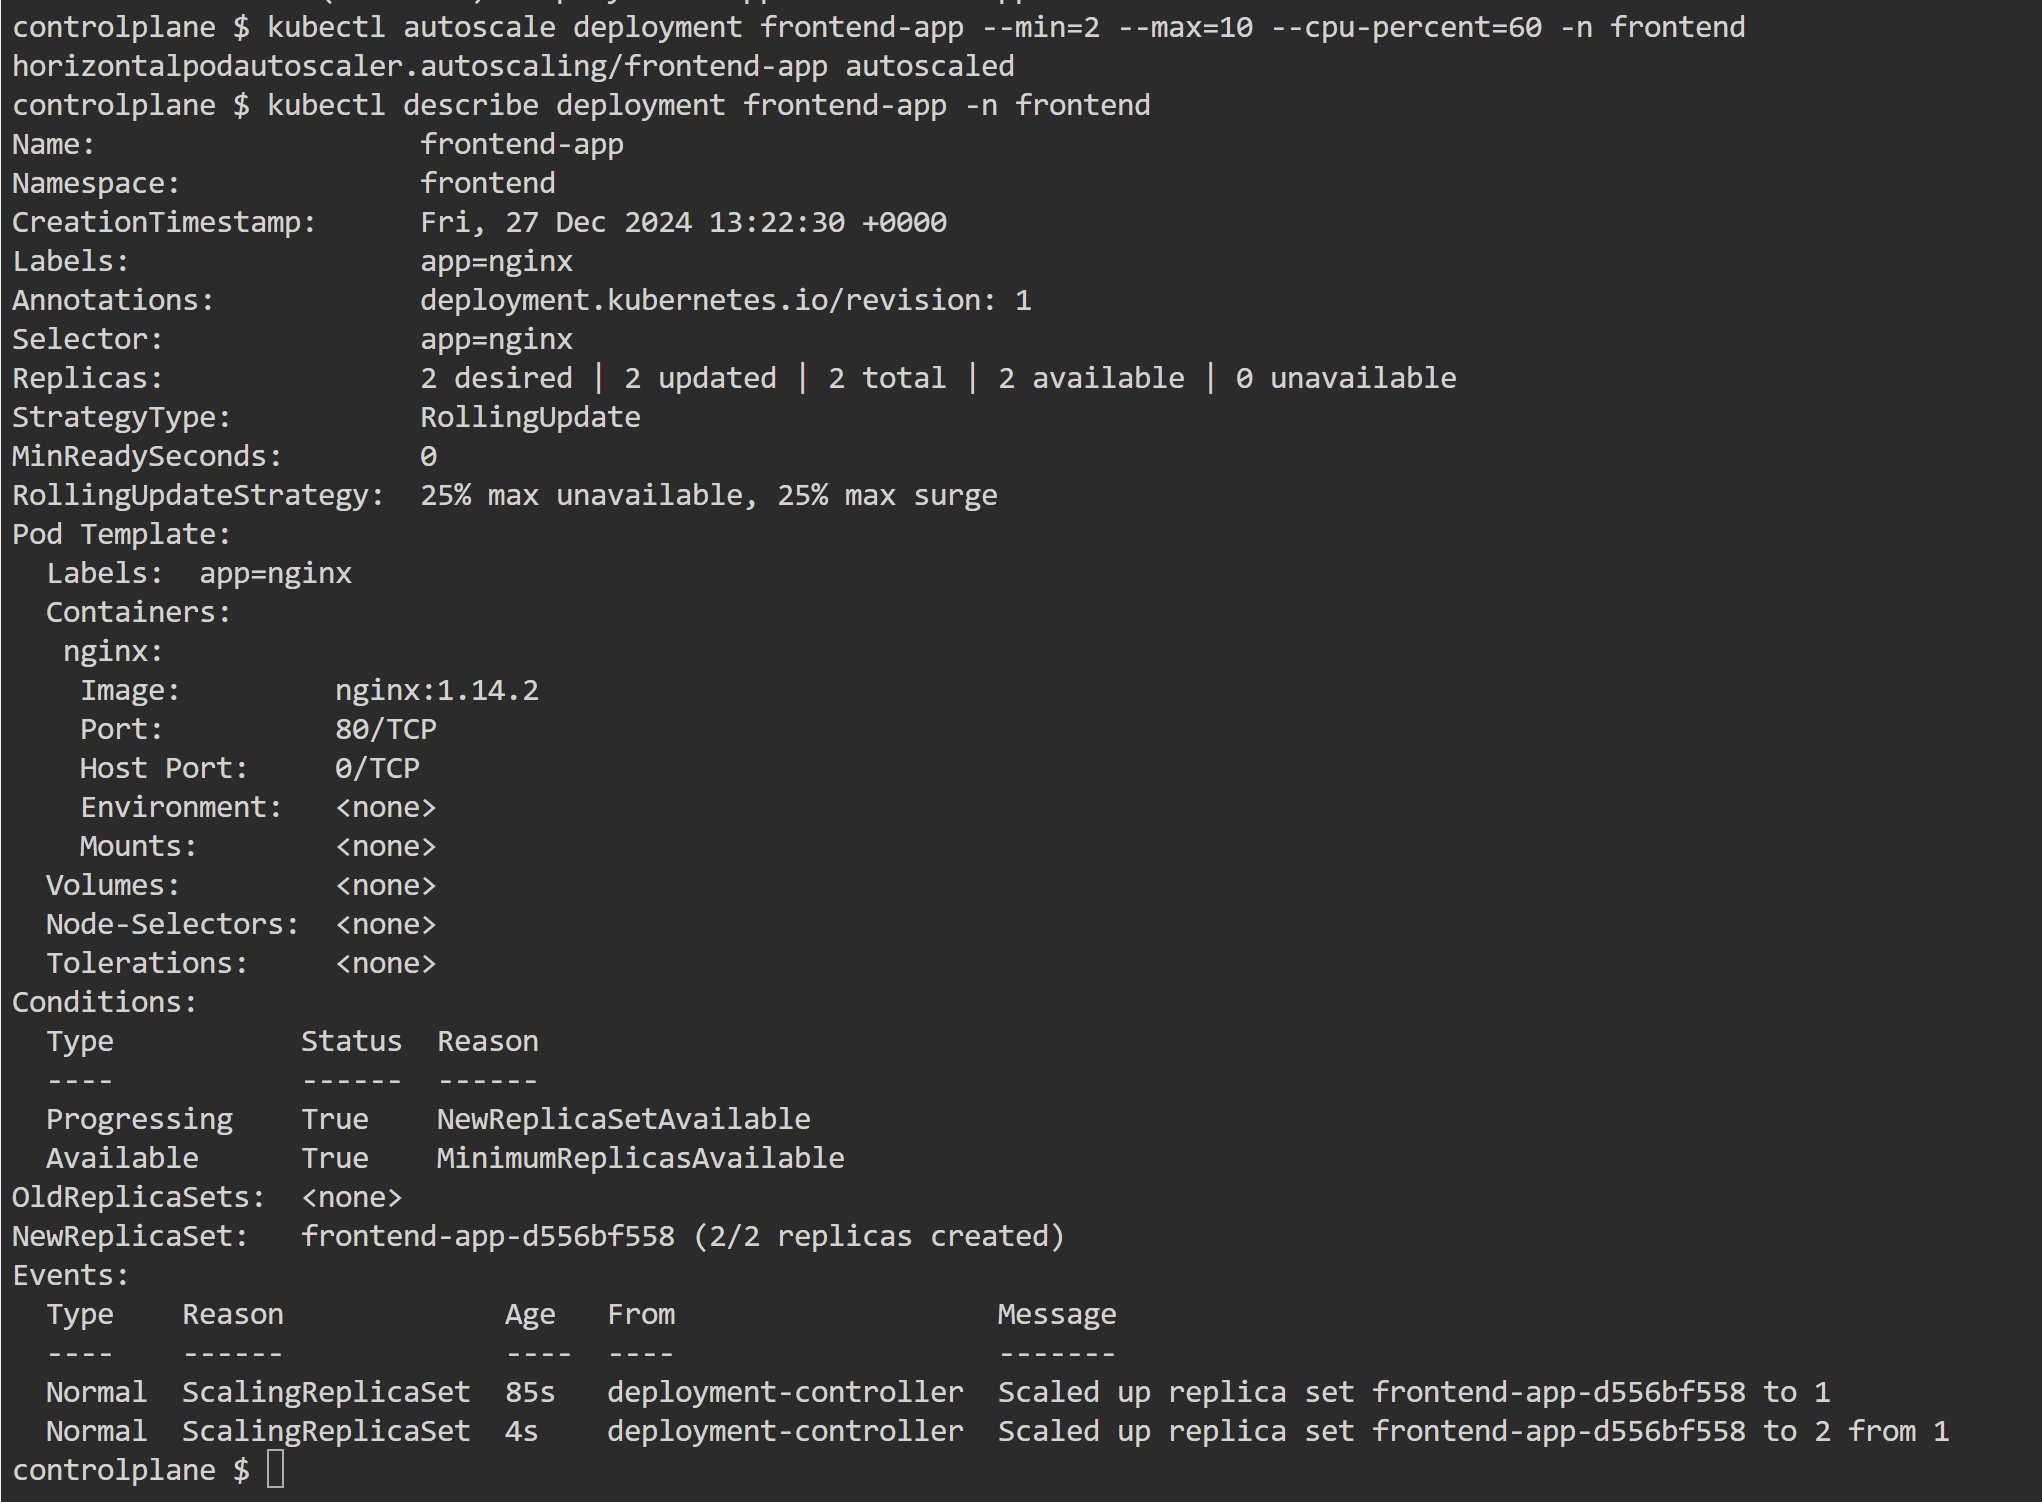 controlplane $ kubectl autoscale deployment frontend-app --min=2 --max=10 --cpu-percent=60 -n frontend
horizontalpodautoscaler.autoscaling/frontend-app autoscaled
controlplane $ kubectl describe deployment frontend-app -n frontend
Name:                   frontend-app
Namespace:              frontend
CreationTimestamp:      Fri, 27 Dec 2024 13:22:30 +0000
Labels:                 app=nginx
Annotations:            deployment.kubernetes.io/revision: 1
Selector:               app=nginx
Replicas:               2 desired | 2 updated | 2 total | 2 available | 0 unavailable
StrategyType:           RollingUpdate
MinReadySeconds:        0
RollingUpdateStrategy:  25% max unavailable, 25% max surge
Pod Template:
  Labels:  app=nginx
  Containers:
   nginx:
    Image:         nginx:1.14.2
    Port:          80/TCP
    Host Port:     0/TCP
    Environment:   <none>
    Mounts:        <none>
  Volumes:         <none>
  Node-Selectors:  <none>
  Tolerations:     <none>
Conditions:
  Type           Status  Reason
  ----           ------  ------
  Progressing    True    NewReplicaSetAvailable
  Available      True    MinimumReplicasAvailable
OldReplicaSets:  <none>
NewReplicaSet:   frontend-app-d556bf558 (2/2 replicas created)
Events:
  Type    Reason             Age   From                   Message
  ----    ------             ----  ----                   -------
  Normal  ScalingReplicaSet  85s   deployment-controller  Scaled up replica set frontend-app-d556bf558 to 1
  Normal  ScalingReplicaSet  4s    deployment-controller  Scaled up replica set frontend-app-d556bf558 to 2 from 1
controlplane $